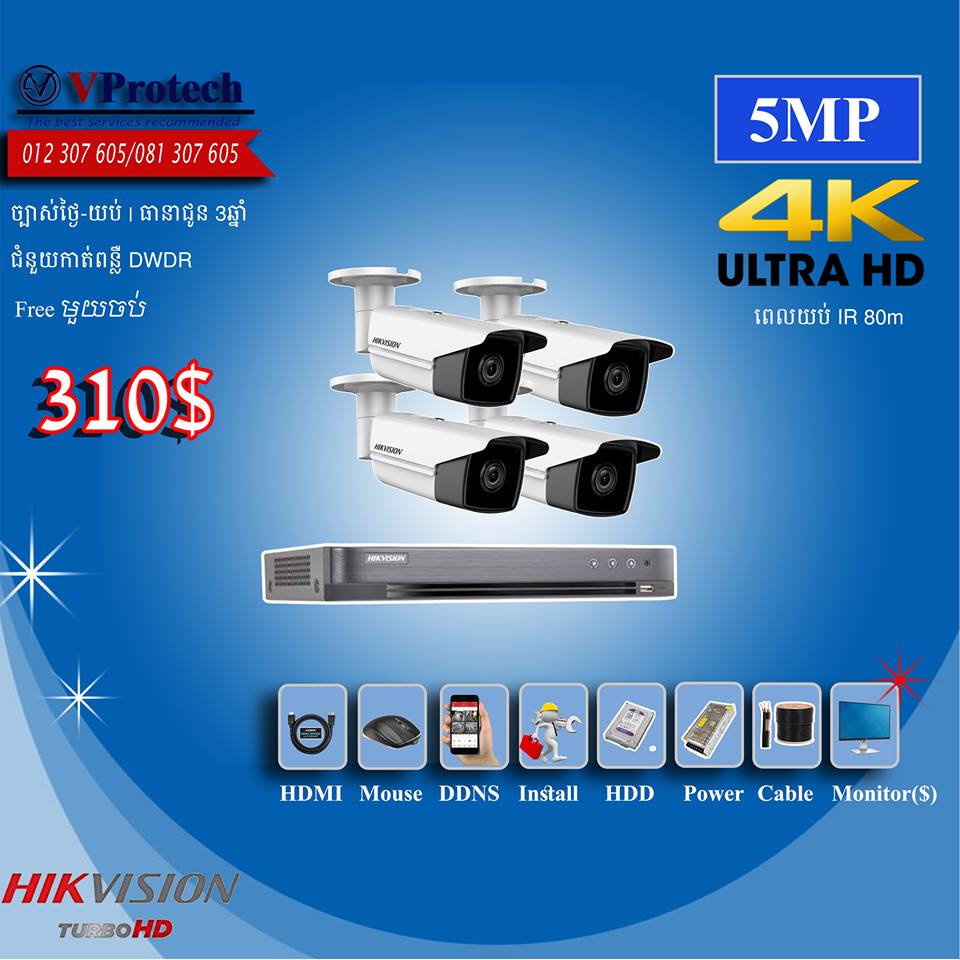 VProtech
The best services recommended
012 307 605/081 307 605
ច្បាស់ថ្ងៃ-យប់ | ធានាជូន 3ឆ្នាំ
ជំនួយកាត់ពន្លឺ DWDR
Free មួយចប់
310$
5MP
4K
ULTRA HD
ពេលយប់ IR 80m
HIKVISION
HIKVISION
HIKVISION
HDMI Mouse DDNS Install HDD Power Cable Monitor($)
HIKVISION
TURBOHD